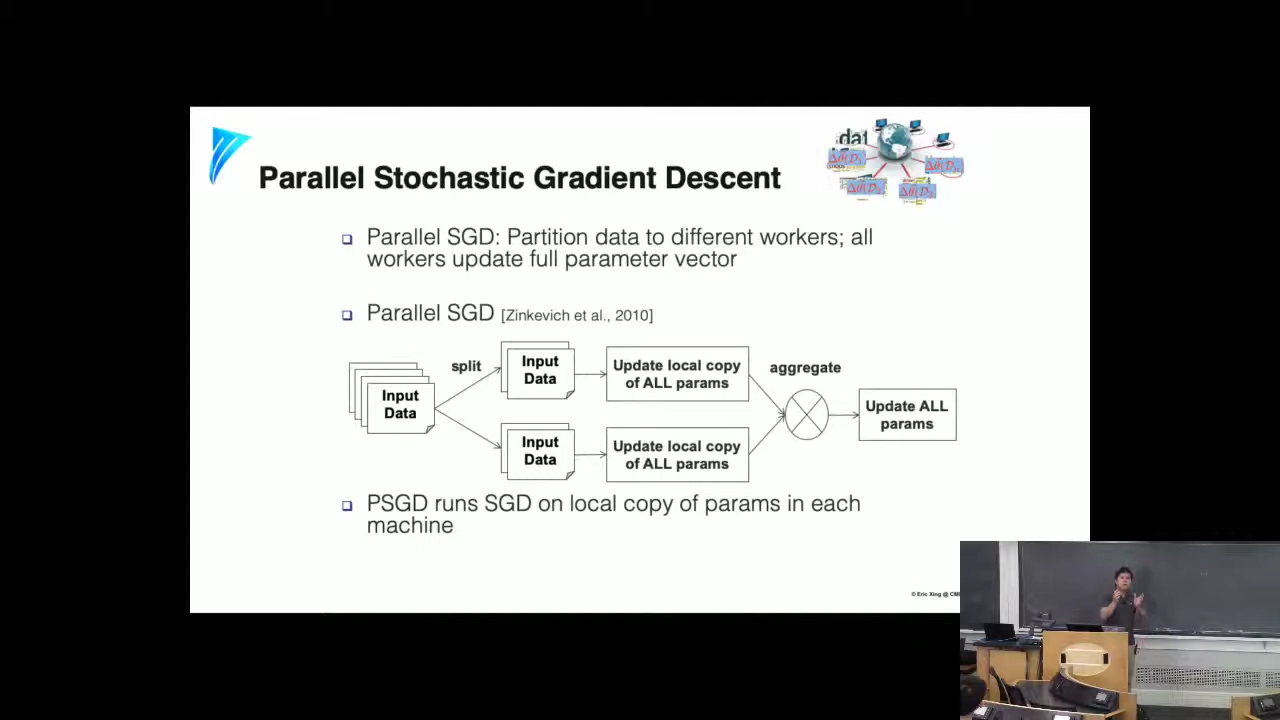 Parallel Stochastic Gradient Descent
Parallel SGD: Partition data to different workers; all
workers update full parameter vector
Parallel SGD [Zinkevich et al., 2010]
split
Input
Data
Input
Data
Update local copy
of ALL params
aggregate
Update ALL
params
Input
Data
Update local copy
of ALL params
PSGD runs SGD on local copy of params in each
machine
© Eric Xing @ CM